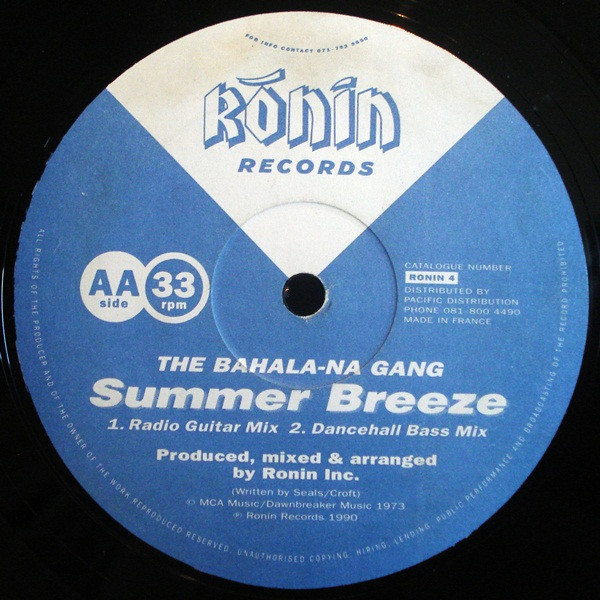 FOR INFO CONTACT 071-792 9656
Rōnin
RECORDS
AA
side
33
rpm
CATALOGUE NUMBER
RONIN 4
DISTRIBUTED BY
PACIFIC DISTRIBUTION
PHONE 081-800 4490
MADE IN FRANCE
THE BAHALA-NA GANG
Summer Breeze
1. Radio Guitar Mix 2. Dancehall Bass Mix
Produced, mixed & arranged
by Ronin Inc.
(Written by Seals/Croft)
© MCA Music/Dawnbreaker Music 1973
℗ Ronin Records 1990
ALL RIGHTS OF THE PRODUCER AND OF THE OWNER OF THE WORK REPRODUCED RESERVED. UNAUTHORISED COPYING, HIRING, LENDING, PUBLIC PERFORMANCE AND BROADCASTING OF THE RECORD PROHIBITED